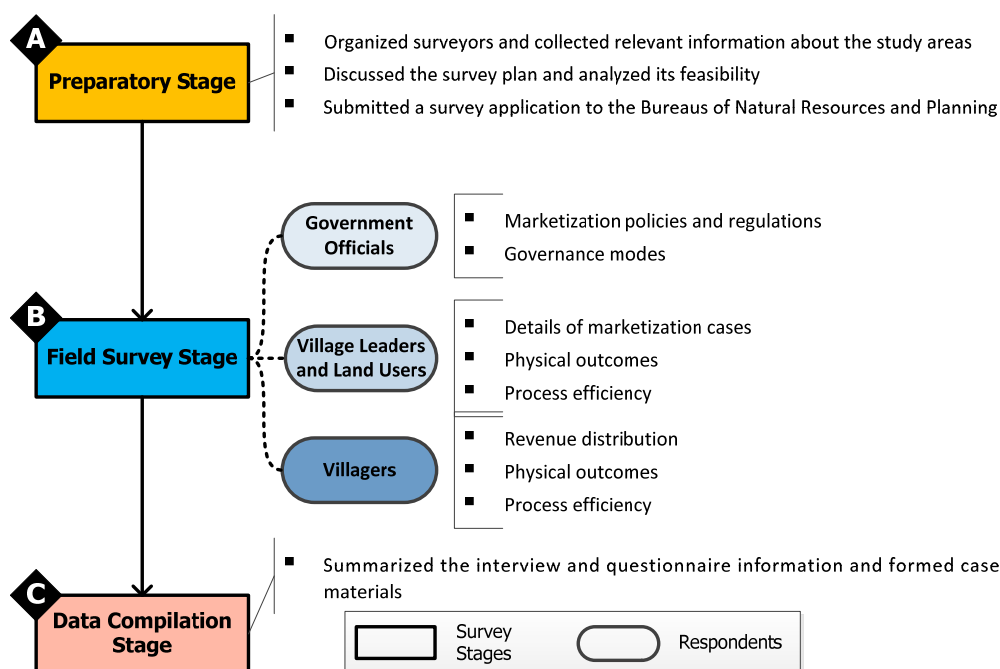 A
Preparatory Stage
Organized surveyors and collected relevant information about the study areas
Discussed the survey plan and analyzed its feasibility
Submitted a survey application to the Bureaus of Natural Resources and Planning
Government
Officials
Marketization policies and regulations
Governance modes
B
Field Survey Stage
Village Leaders
and Land Users
Details of marketization cases
Physical outcomes
Process efficiency
Villagers
Revenue distribution
Physical outcomes
Process efficiency
C
Data Compilation
Stage
Summarized the interview and questionnaire information and formed case
materials
Survey
Stages
Respondents